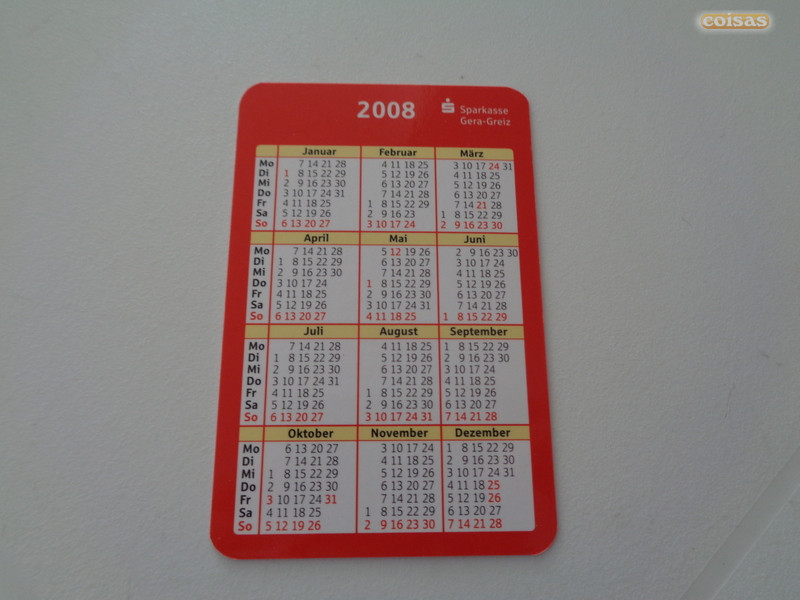 coisas
2008 Sparkasse
Gera-Greiz
Januar Februar März
Mo 7 14 21 28 4 11 18 25 3 10 17 24 31
Di 1 8 15 22 29 5 12 19 26 4 11 18 25
Mi 2 9 16 23 30 6 13 20 27 5 12 19 26
Do 3 10 17 24 31 7 14 21 28 6 13 20 27
Fr 4 11 18 25 1 8 15 22 29 7 14 21 28
Sa 5 12 19 26 2 9 16 23 1 8 15 22 29
So 6 13 20 27 3 10 17 24 2 9 16 23 30
April Mai Juni
Mo 7 14 21 28 5 12 19 26 2 9 16 23 30
Di 1 8 15 22 29 6 13 20 27 3 10 17 24
Mi 2 9 16 23 30 7 14 21 28 4 11 18 25
Do 3 10 17 24 1 8 15 22 29 5 12 19 26
Fr 4 11 18 25 2 9 16 23 30 6 13 20 27
Sa 5 12 19 26 3 10 17 24 31 7 14 21 28
So 6 13 20 27 4 11 18 25 1 8 15 22 29
Juli August September
Mo 7 14 21 28 4 11 18 25 1 8 15 22 29
Di 1 8 15 22 29 5 12 19 26 2 9 16 23 30
Mi 2 9 16 23 30 6 13 20 27 3 10 17 24
Do 3 10 17 24 31 7 14 21 28 4 11 18 25
Fr 4 11 18 25 1 8 15 22 29 5 12 19 26
Sa 5 12 19 26 2 9 16 23 30 6 13 20 27
So 6 13 20 27 3 10 17 24 31 7 14 21 28
Oktober November Dezember
Mo 6 13 20 27 3 10 17 24 1 8 15 22 29
Di 7 14 21 28 4 11 18 25 2 9 16 23 30
Mi 1 8 15 22 29 5 12 19 26 3 10 17 24 31
Do 2 9 16 23 30 6 13 20 27 4 11 18 25
Fr 3 10 17 24 31 7 14 21 28 5 12 19 26
Sa 4 11 18 25 1 8 15 22 29 6 13 20 27
So 5 12 19 26 2 9 16 23 30 7 14 21 28